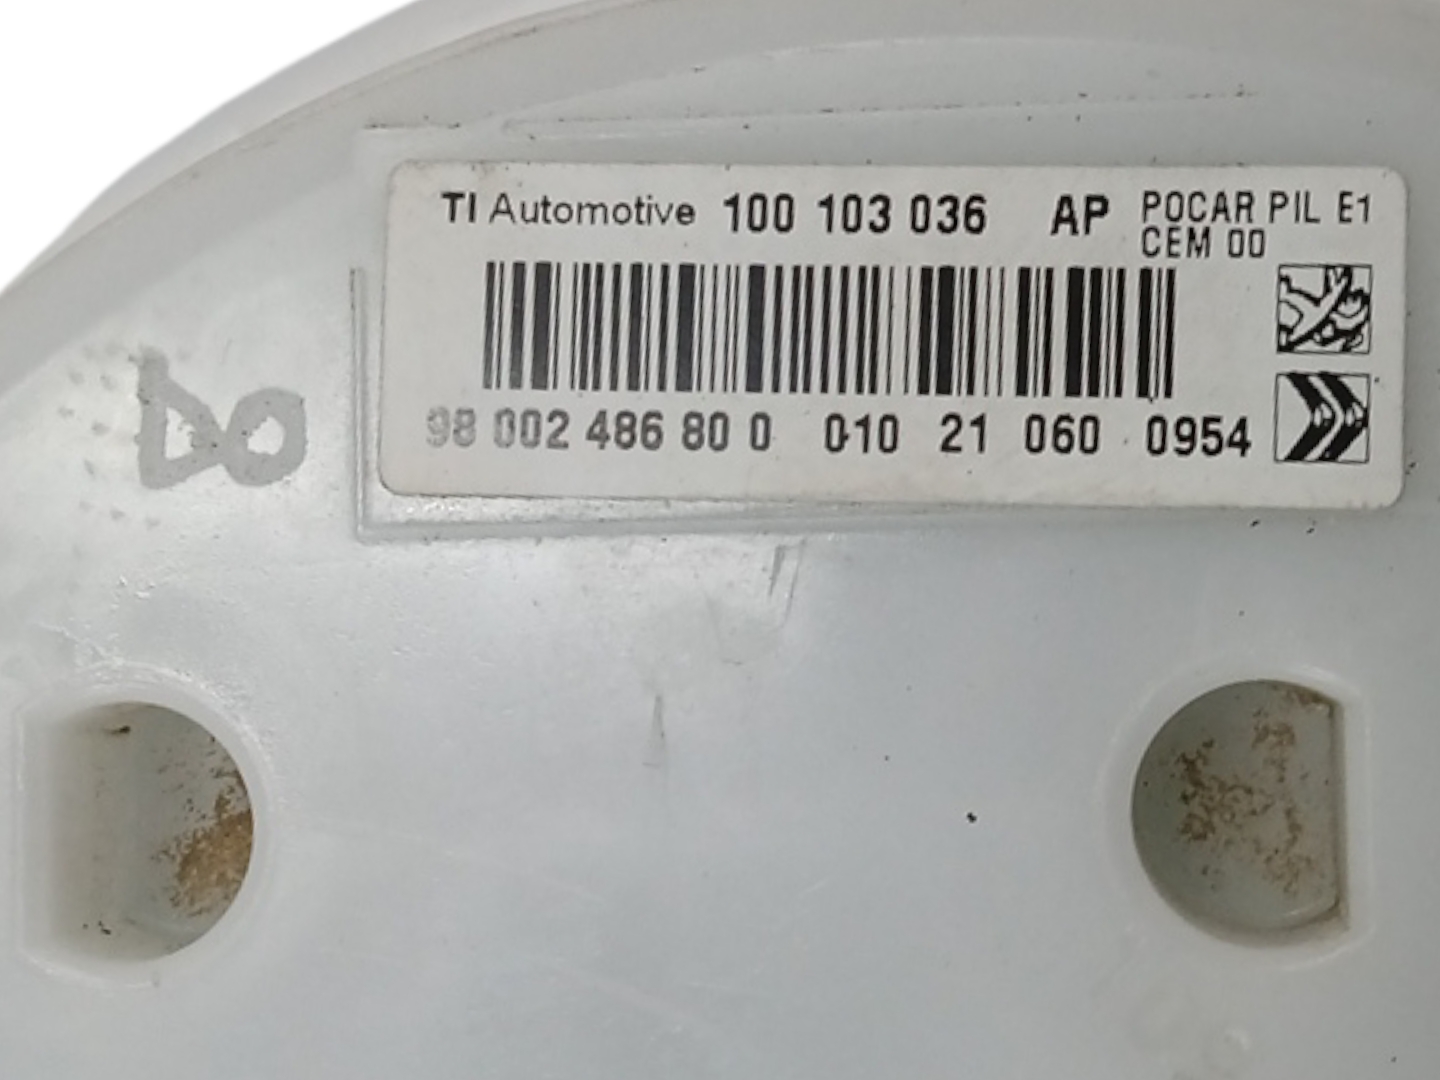 TI Automotive 100 103 036 AP POCAR PIL E1
CEM 00
98 002 486 80 0 010 21 060 0954
DO